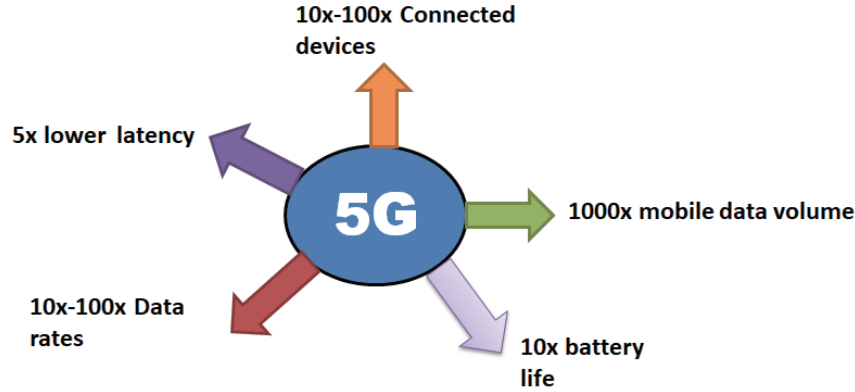 10x-100x Connected
devices
5x lower latency
5G
1000x mobile data volume
10x-100x Data
rates
10x battery
life